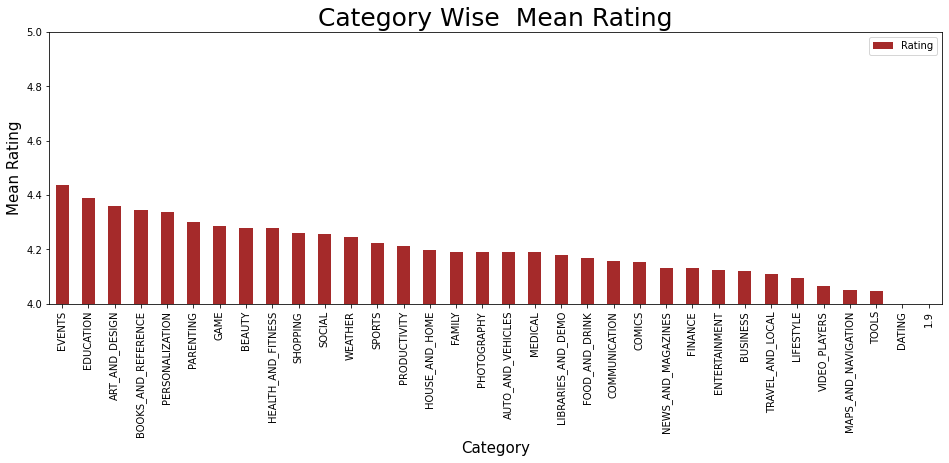 Category Wise  Mean Rating
Rating
Mean Rating
5.0
4.8
4.6
4.4
4.2
4.0
EVENTS
EDUCATION
ART_AND_DESIGN
BOOKS_AND_REFERENCE
PERSONALIZATION
PARENTING
GAME
BEAUTY
HEALTH_AND_FITNESS
SHOPPING
SOCIAL
WEATHER
SPORTS
PRODUCTIVITY
HOUSE_AND_HOME
FAMILY
PHOTOGRAPHY
AUTO_AND_VEHICLES
MEDICAL
LIBRARIES_AND_DEMO
FOOD_AND_DRINK
COMMUNICATION
COMICS
NEWS_AND_MAGAZINES
FINANCE
ENTERTAINMENT
BUSINESS
TRAVEL_AND_LOCAL
LIFESTYLE
VIDEO_PLAYERS
MAPS_AND_NAVIGATION
TOOLS
DATING
1.9
Category